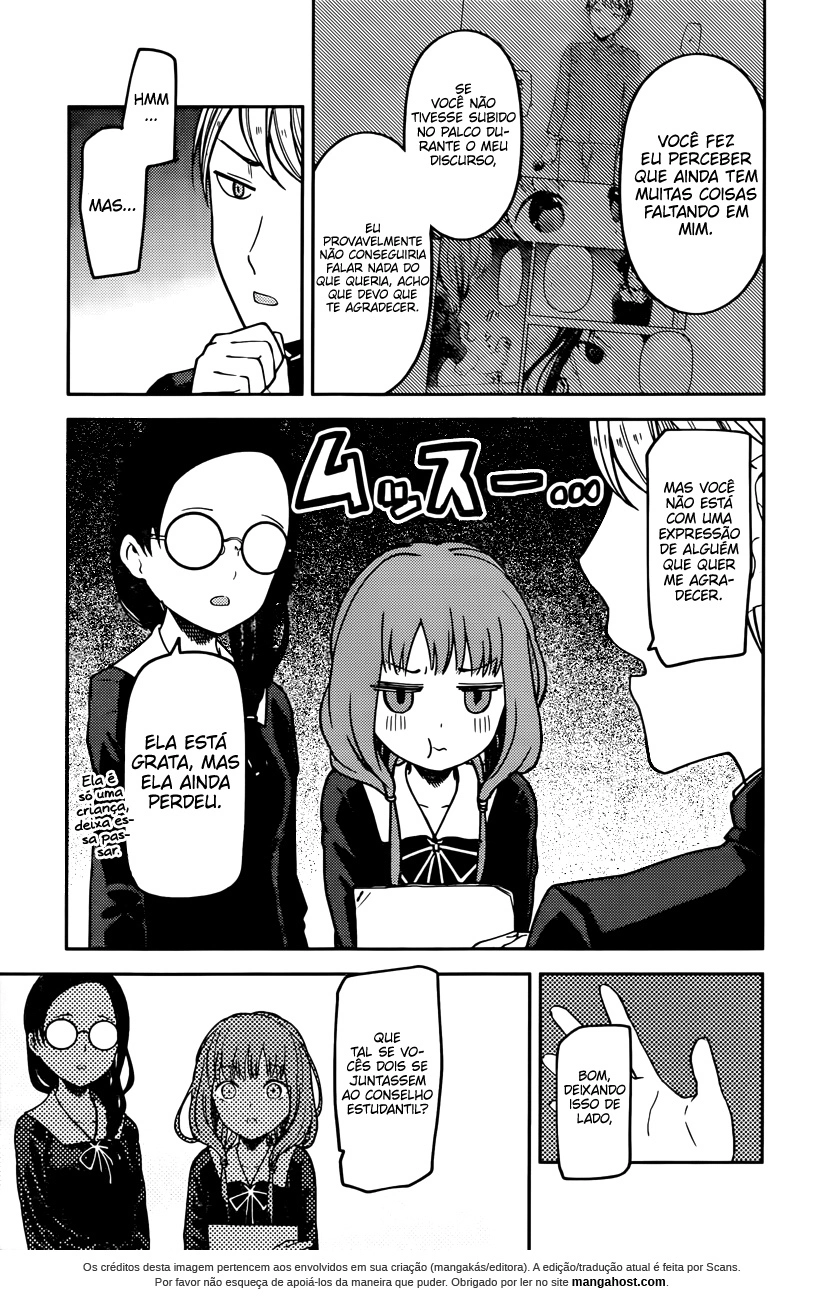 VOCÊ FEZ
EU PERCEBER
QUE AINDA TEM
MUITAS COISAS
FALTANDO EM
MIM.
SE
VOCÊ NÃO
TIVESSE SUBIDO
NO PALCO DU-
RANTE O MEU
DISCURSO,
EU
PROVAVELMENTE
NÃO CONSEGUIRIA
FALAR NADA DO
QUE QUERIA, ACHO
QUE DEVO QUE
TE AGRADECER.
HMM
...
MAS...
MAS VOCÊ
NÃO ESTÁ
COM UMA
EXPRESSÃO
DE ALGUÉM
QUE QUER
ME AGRA-
DECER.
ムッスー...
ELA ESTÁ
GRATA, MAS
ELA AINDA
PERDEU.
Ela é
só uma
criança,
deixa es-
sa pas-
sar.
BOM,
DEIXANDO
ISSO DE
LADO,
QUE
TAL SE VO-
CÊS DOIS SE
JUNTASSEM
AO CONSELHO
ESTUDANTIL?
Os créditos desta imagem pertencem aos envolvidos em sua criação (mangakás/editora). A edição/tradução atual é feita por Scans.
Por favor não esqueça de apoiá-los da maneira que puder. Obrigado por ler no site mangahost.com.